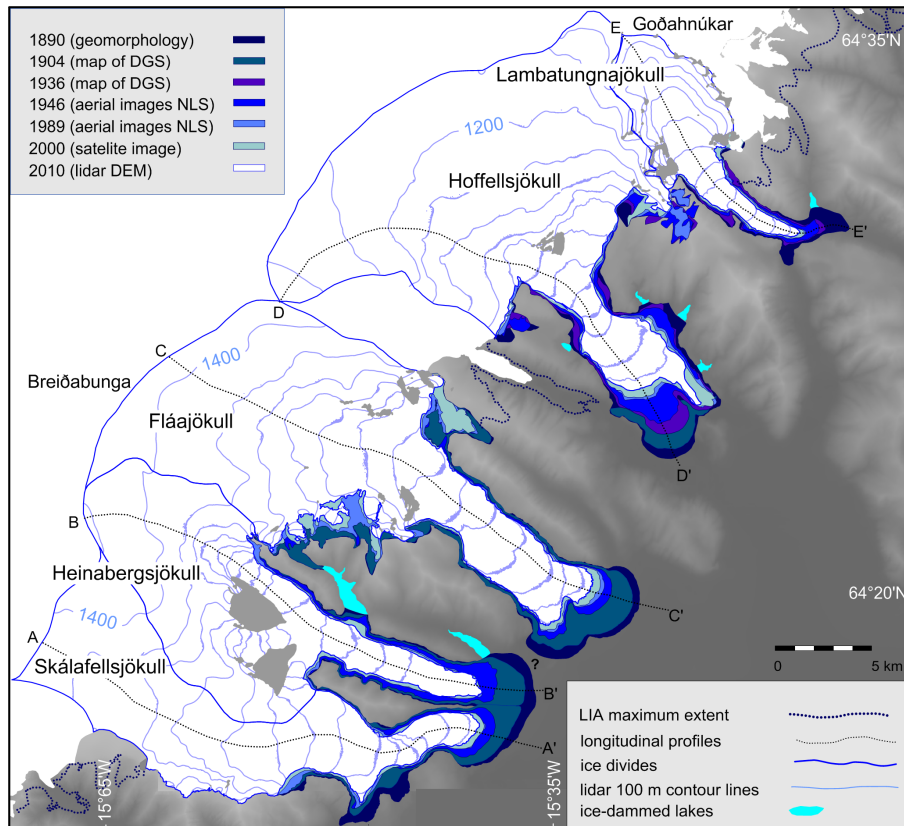 1890 (geomorphology)
1904 (map of DGS)
1936 (map of DGS)
1946 (aerial images NLS)
1989 (aerial images NLS)
2000 (satelite image)
2010 (lidar DEM)
E
Goðahnúkar
64°35'N
Lambatungnajökull
1200
Hoffellsjökull
E'
D
C
1400
Breiðabunga
Fláajökull
D'
B
Heinabergsjökull
64°20'N
C'
1400
A
Skálafellsjökull
?
B'
0 5 km
A'
15°65'W
15°35'W
LIA maximum extent
longitudinal profiles
ice divides
lidar 100 m contour lines
ice-dammed lakes